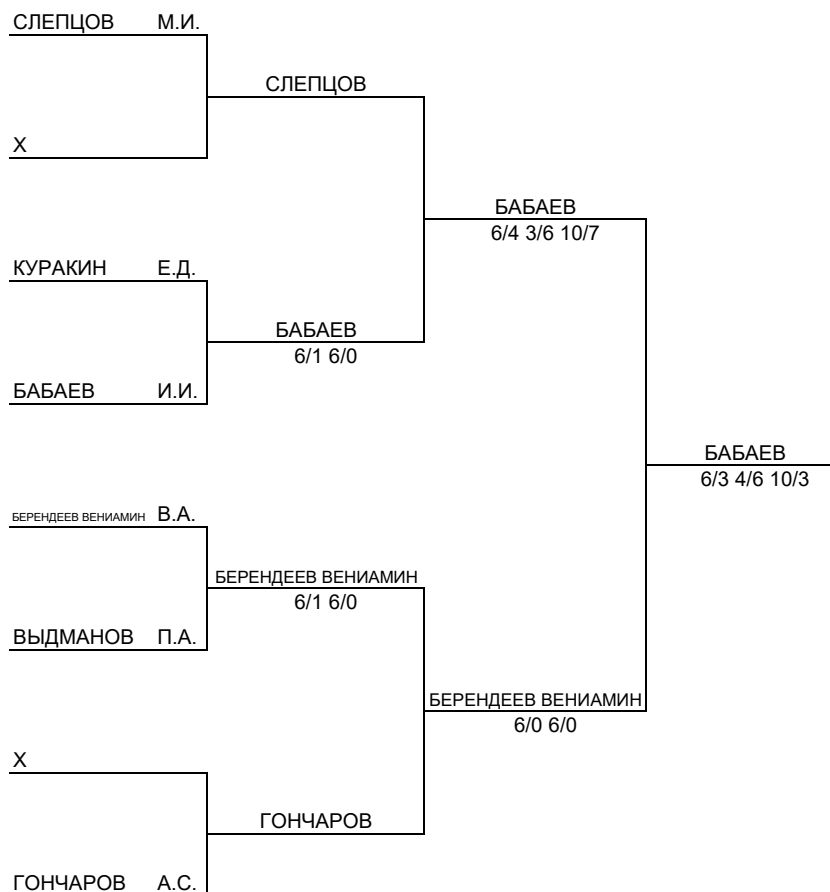 СЛЕПЦОВ М.И.
СЛЕПЦОВ
Х
БАБАЕВ
6/4 3/6 10/7
КУРАКИН Е.Д.
БАБАЕВ
6/1 6/0
БАБАЕВ И.И.
БАБАЕВ
6/3 4/6 10/3
БЕРЕНДЕЕВ ВЕНИАМИН В.А.
БЕРЕНДЕЕВ ВЕНИАМИН
6/1 6/0
ВЫДМАНОВ П.А.
БЕРЕНДЕЕВ ВЕНИАМИН
6/0 6/0
Х
ГОНЧАРОВ
ГОНЧАРОВ А.С.